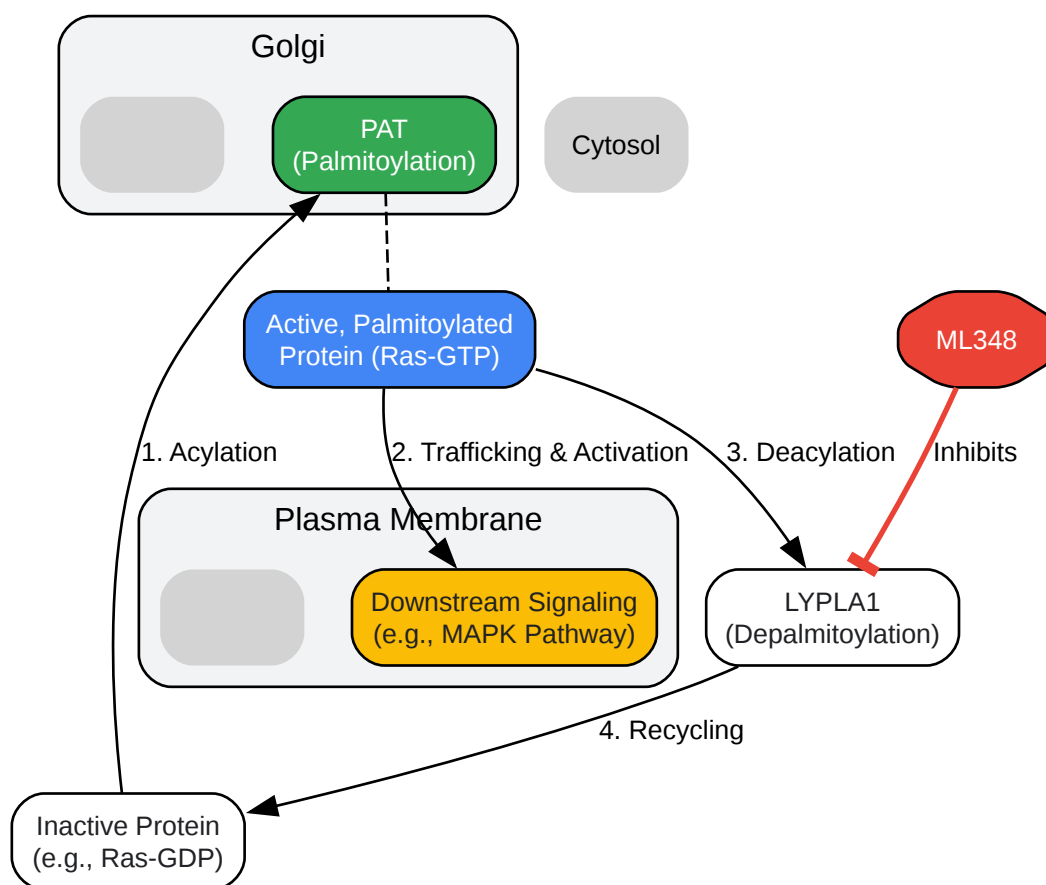 Golgi
PAT
(Palmitoylation)
Cytosol
Active, Palmitoylated
Protein (Ras-GTP)
ML348
1. Acylation
2. Trafficking & Activation
3. Deacylation
Inhibits
Plasma Membrane
Downstream Signaling
(e.g., MAPK Pathway)
LYPLA1
(Depalmitoylation)
4. Recycling
Inactive Protein
(e.g., Ras-GDP)